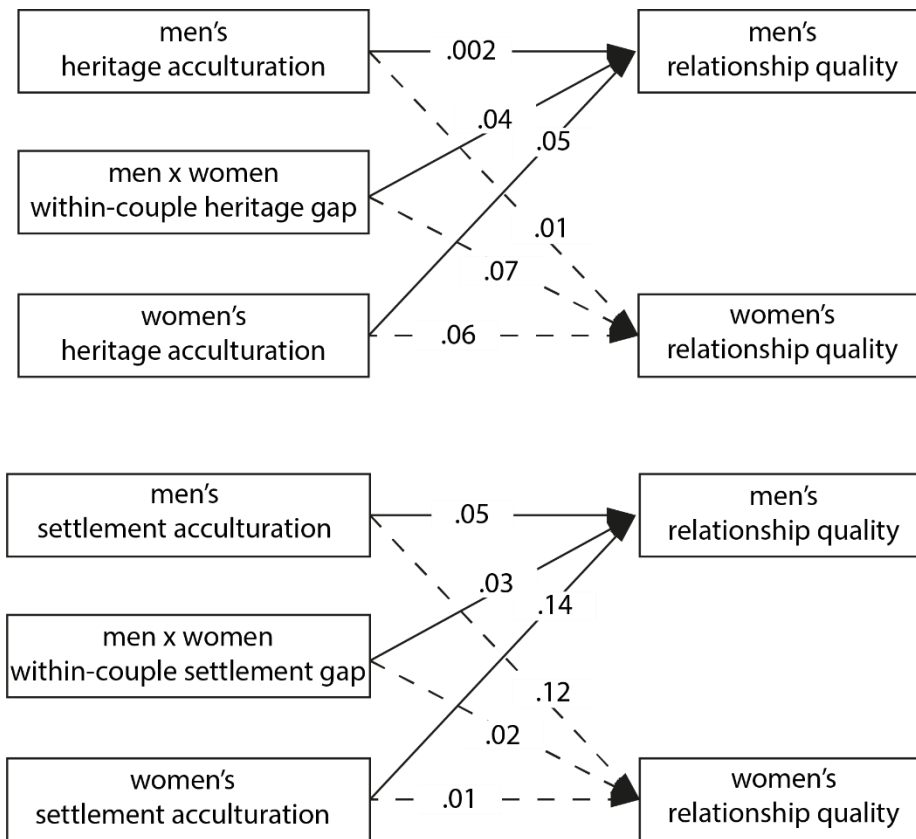 men's
heritage acculturation
.002
men's
relationship quality
.04
.05
men x women
within-couple heritage gap
.01
.07
women's
heritage acculturation
.06
women's
relationship quality
men's
settlement acculturation
.05
men's
relationship quality
.03
.14
men x women
within-couple settlement gap
.12
.02
women's
settlement acculturation
.01
women's
relationship quality